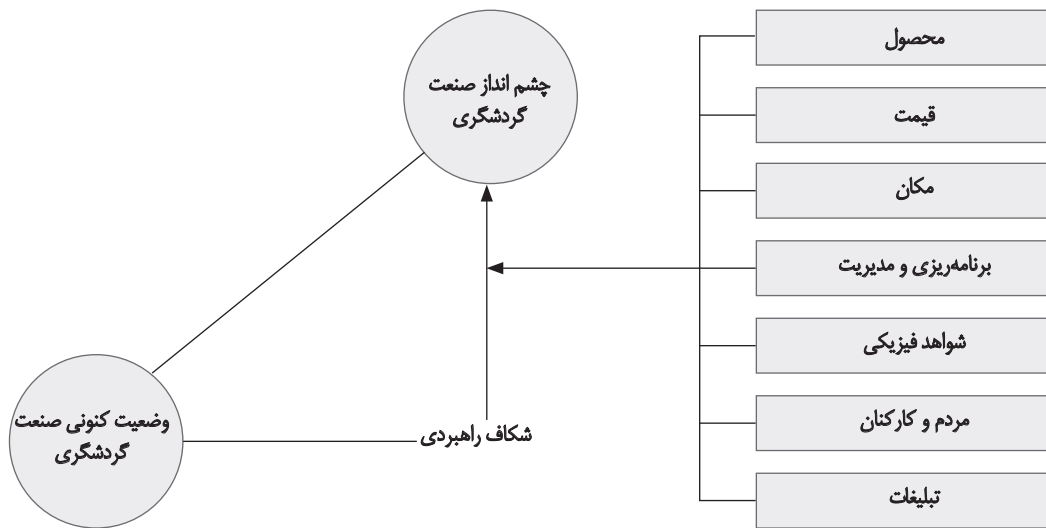 چشم انداز صنعت
گردشگری
محصول
قیمت
مکان
برنامه‌ریزی و مدیریت
شواهد فیزیکی
مردم و کارکنان
تبلیغات
وضعیت کنونی صنعت
گردشگری
شکاف راهبردی